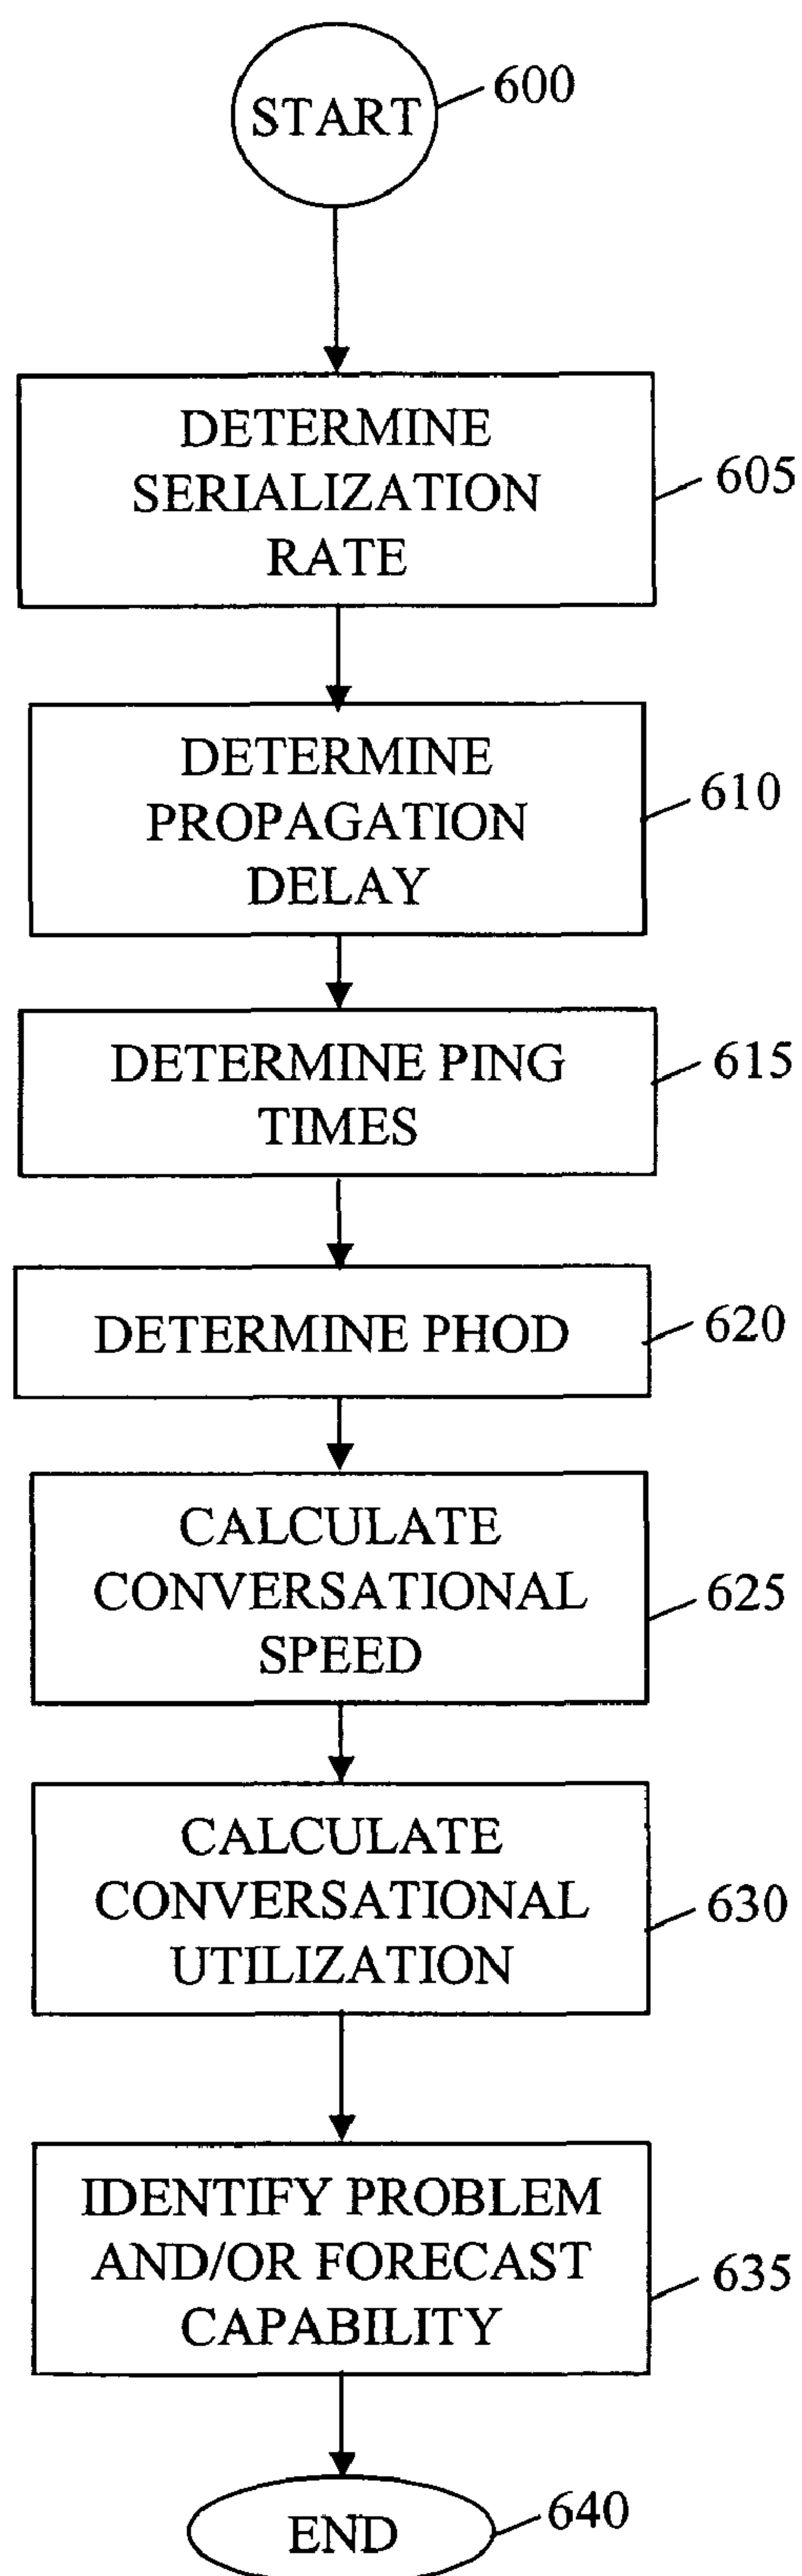 START
600
DETERMINE
SERIALIZATION
RATE
605
DETERMINE
PROPAGATION
DELAY
610
DETERMINE PING
TIMES
615
DETERMINE PHOD
620
CALCULATE
CONVERSATIONAL
SPEED
625
CALCULATE
CONVERSATIONAL
UTILIZATION
630
IDENTIFY PROBLEM
AND/OR FORECAST
CAPABILITY
635
END
640